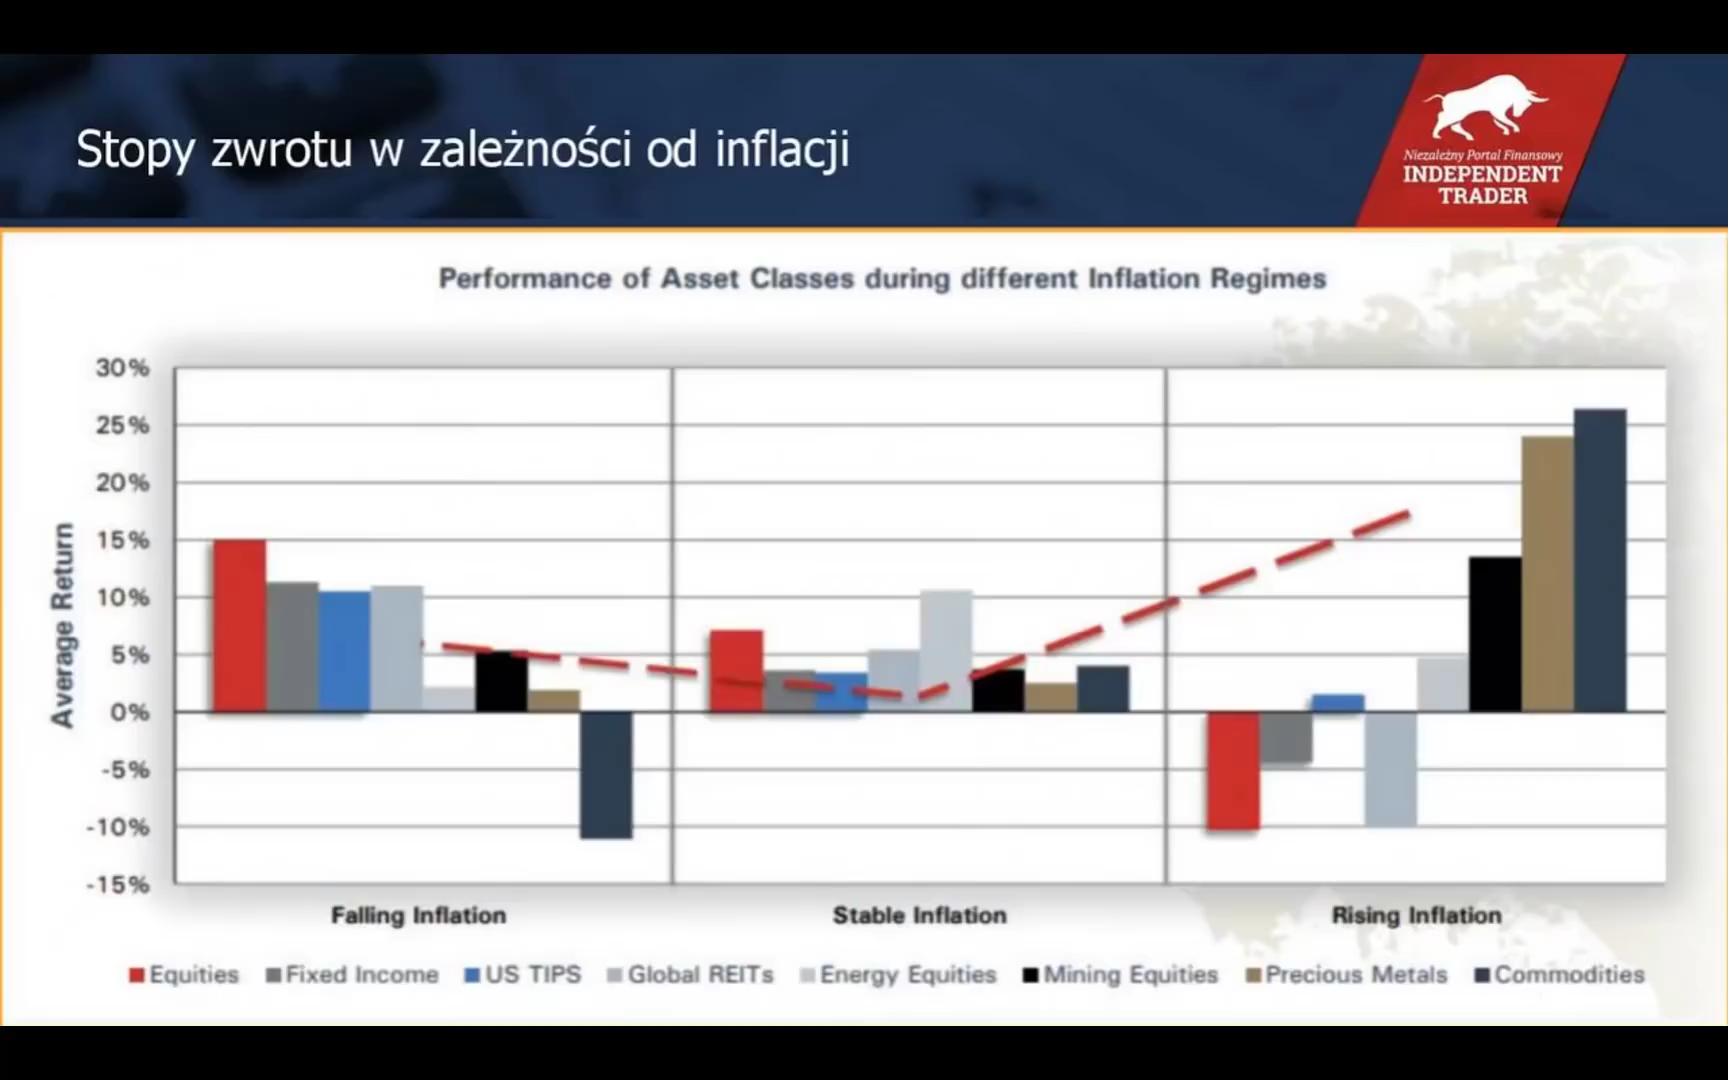 Stopy zwrotu w zależności od inflacji
Niezależny Portal Finansowy
INDEPENDENT
TRADER
Performance of Asset Classes during different Inflation Regimes
Average Return
30%
25%
20%
15%
10%
5%
0%
-5%
-10%
-15%
Falling Inflation Stable Inflation Rising Inflation
Equities Fixed Income US TIPS Global REITs Energy Equities Mining Equities Precious Metals Commodities